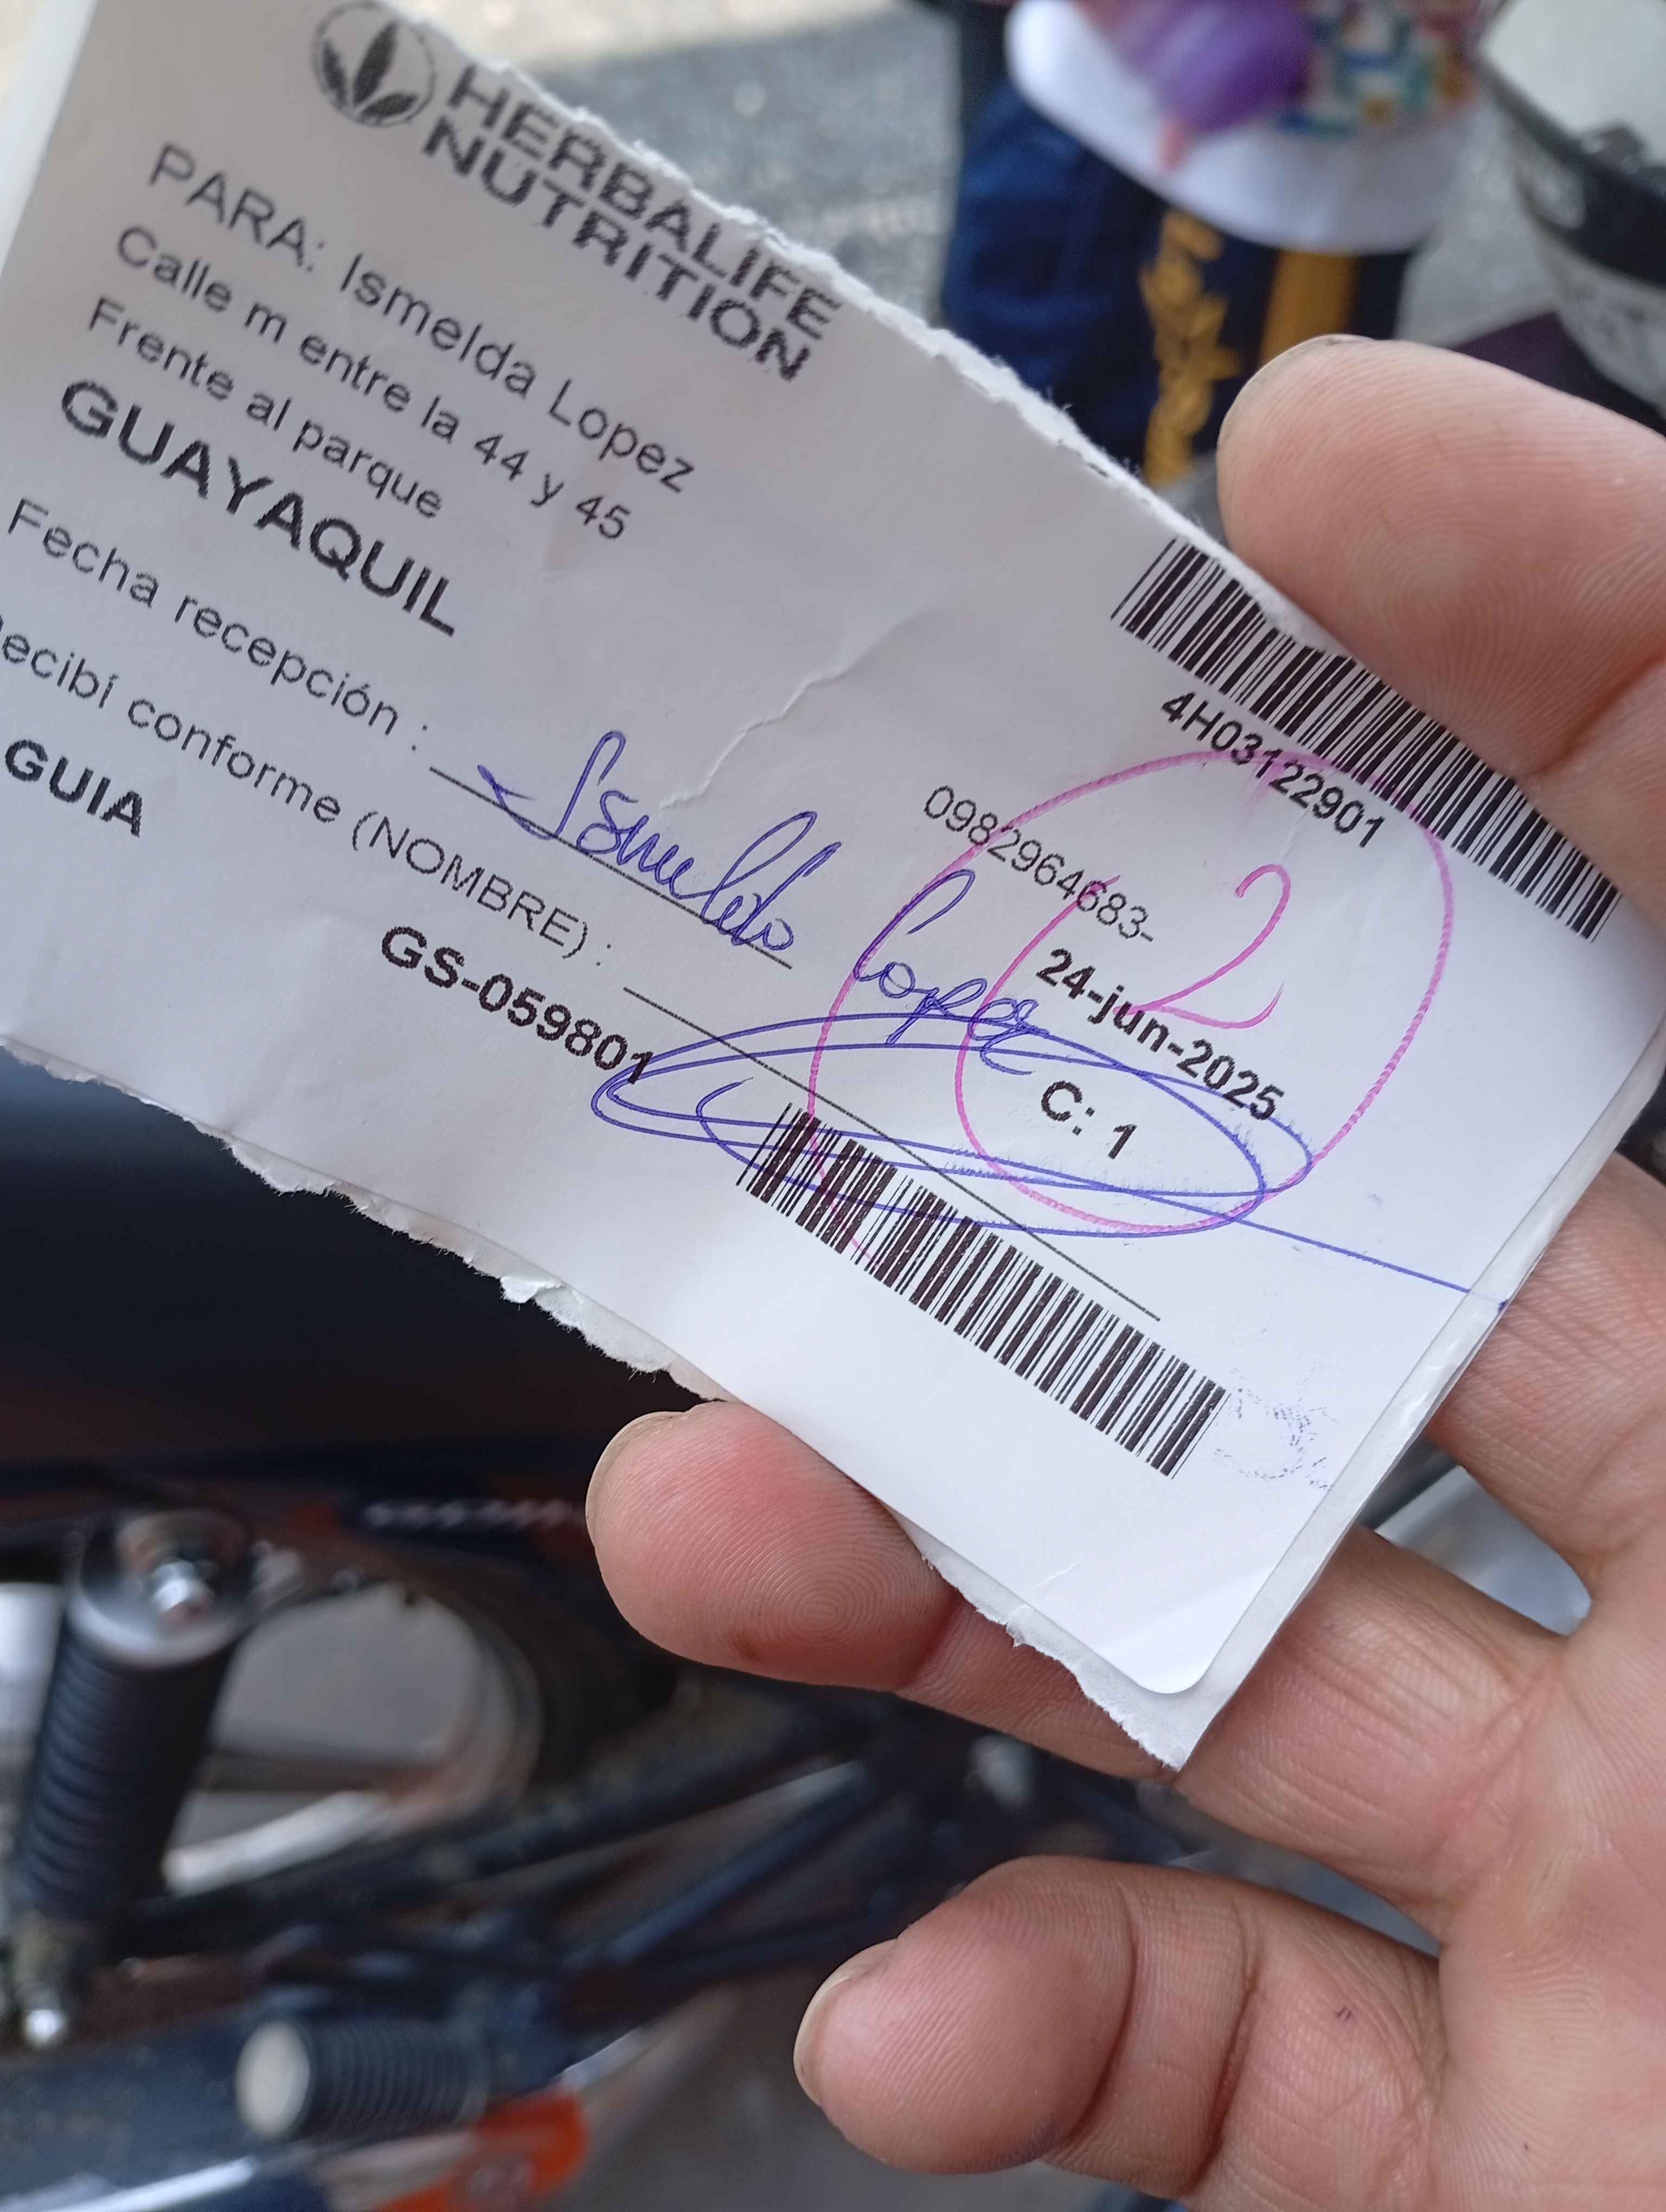 HERBALIFE
NUTRITION
PARA: Ismelda Lopez
Calle m entre la 44 y 45
Frente al parque
GUAYAQUIL
4H03122901
0982964683-
24-jun-2025
C: 1
2
Fecha recepción :
Ismelda Lopez
ecibí conforme (NOMBRE) :
GUIA
GS-059801